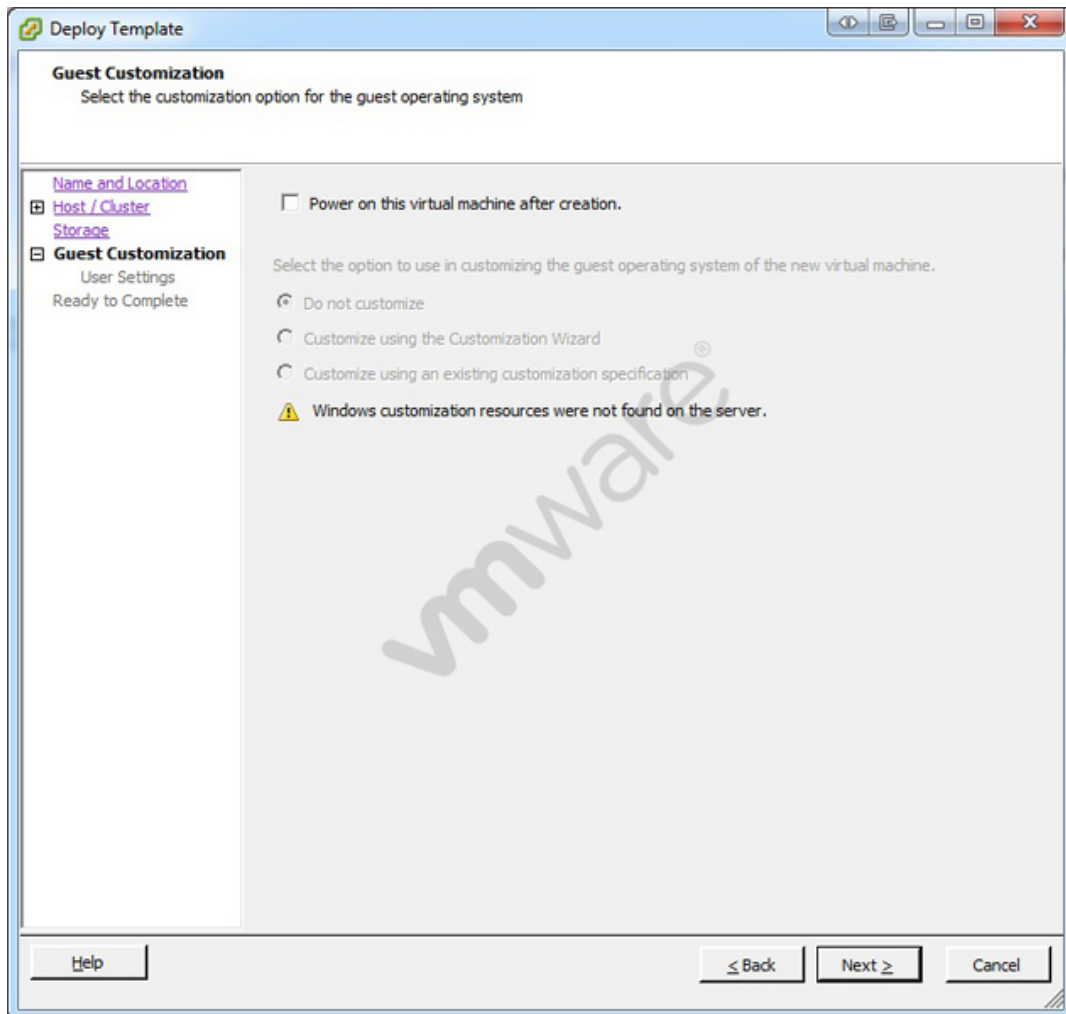 Deploy Template
Guest Customization
Select the customization option for the guest operating system
Name and Location
Host / Cluster
Storage
Guest Customization
User Settings
Ready to Complete
Power on this virtual machine after creation.
Select the option to use in customizing the guest operating system of the new virtual machine.
Do not customize
Customize using the Customization Wizard
Customize using an existing customization specification
Windows customization resources were not found on the server.
vmware®
Help
< Back
Next >
Cancel